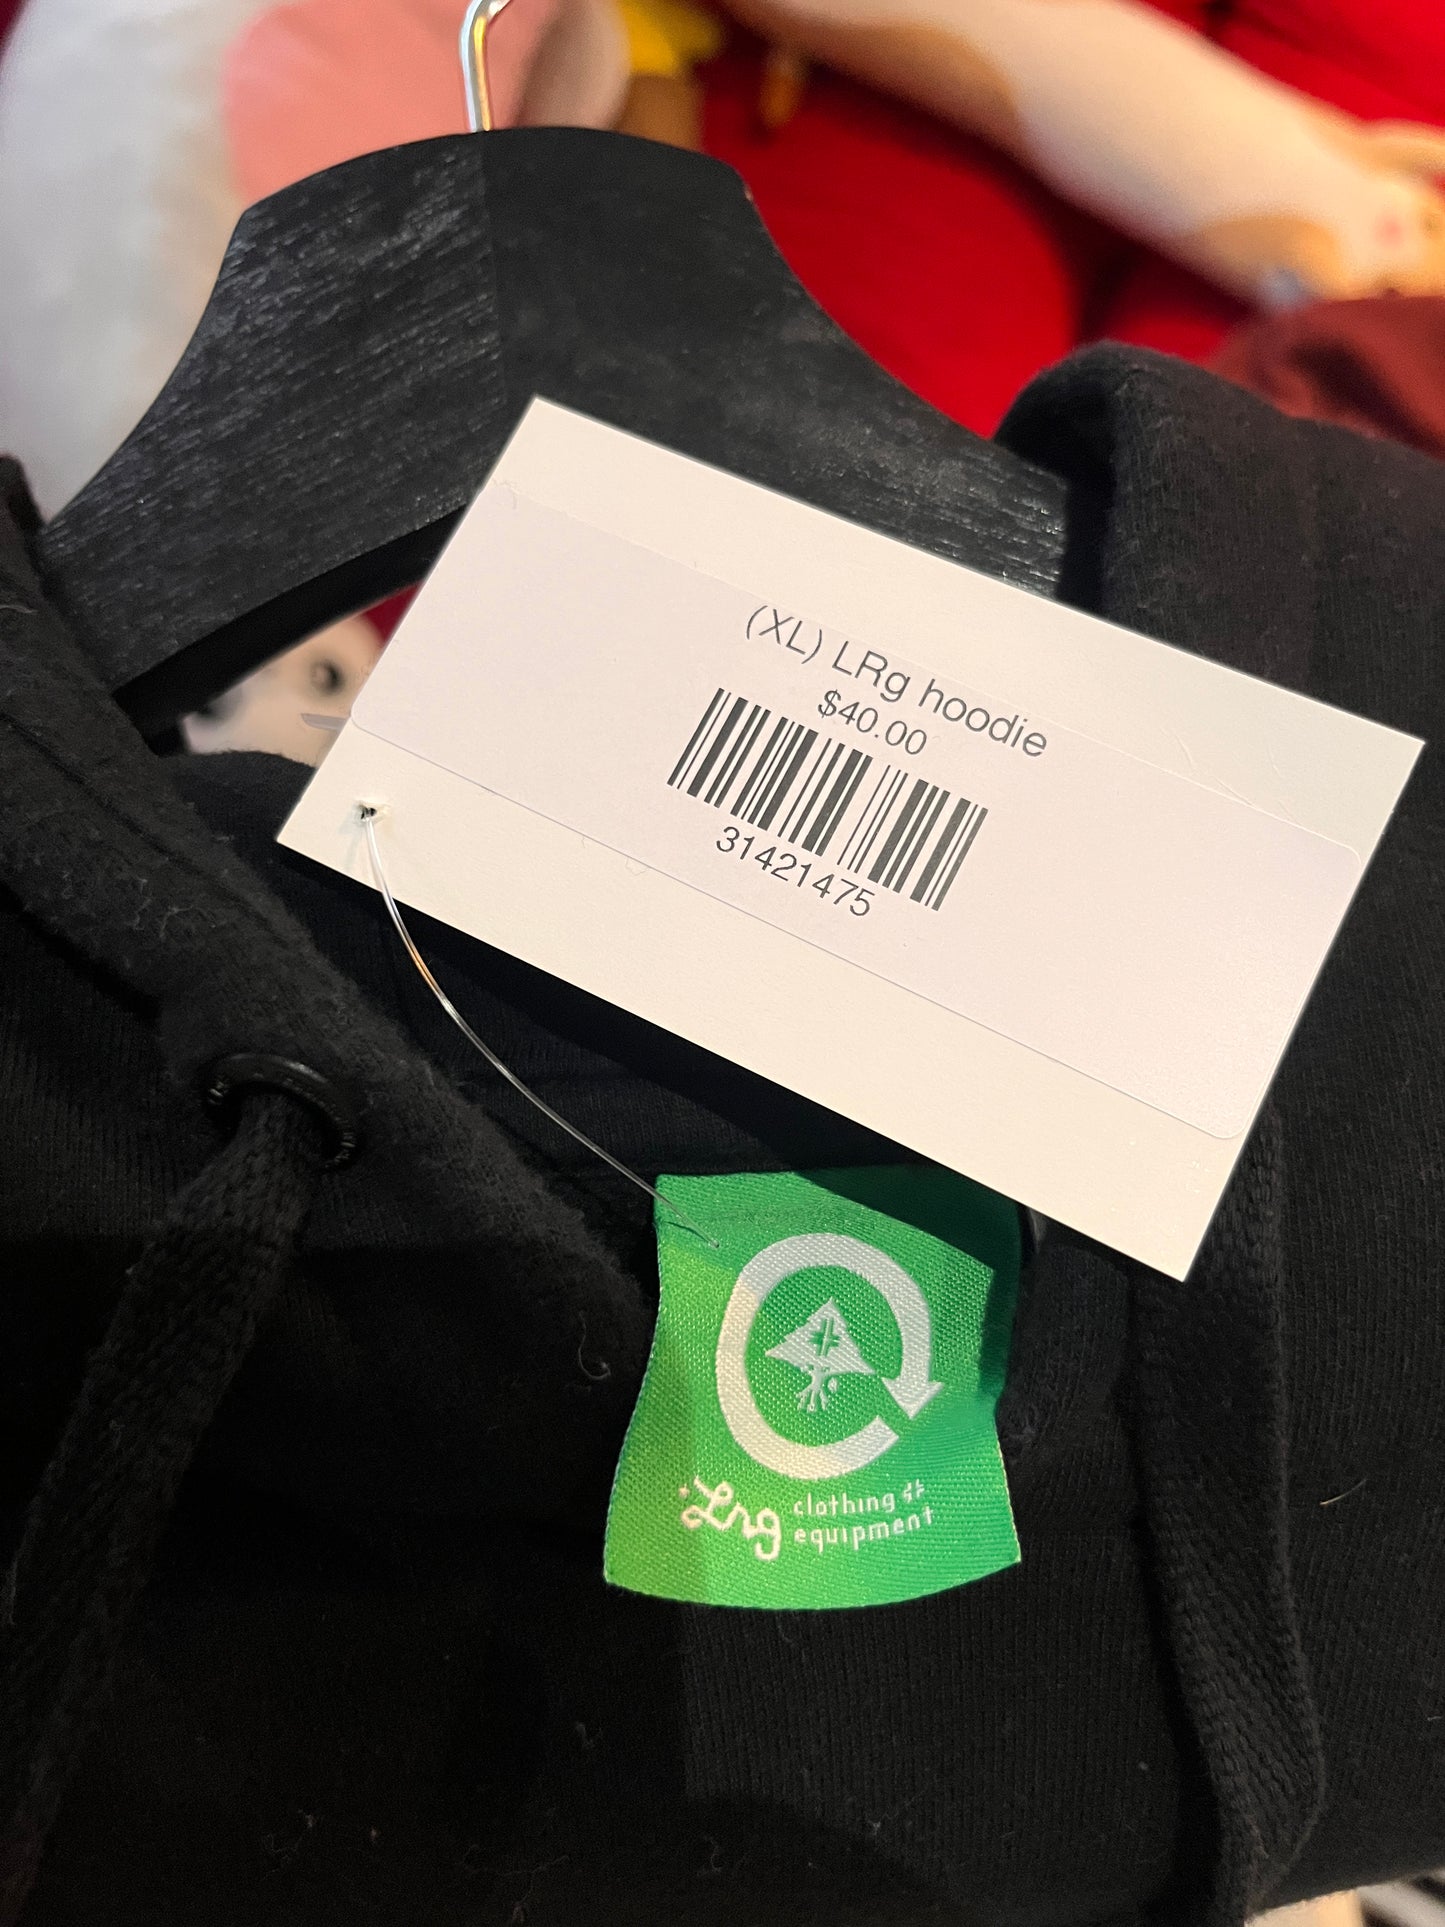 (XL) LRg hoodie
$40.00
31421475
Lrg clothing
equipment